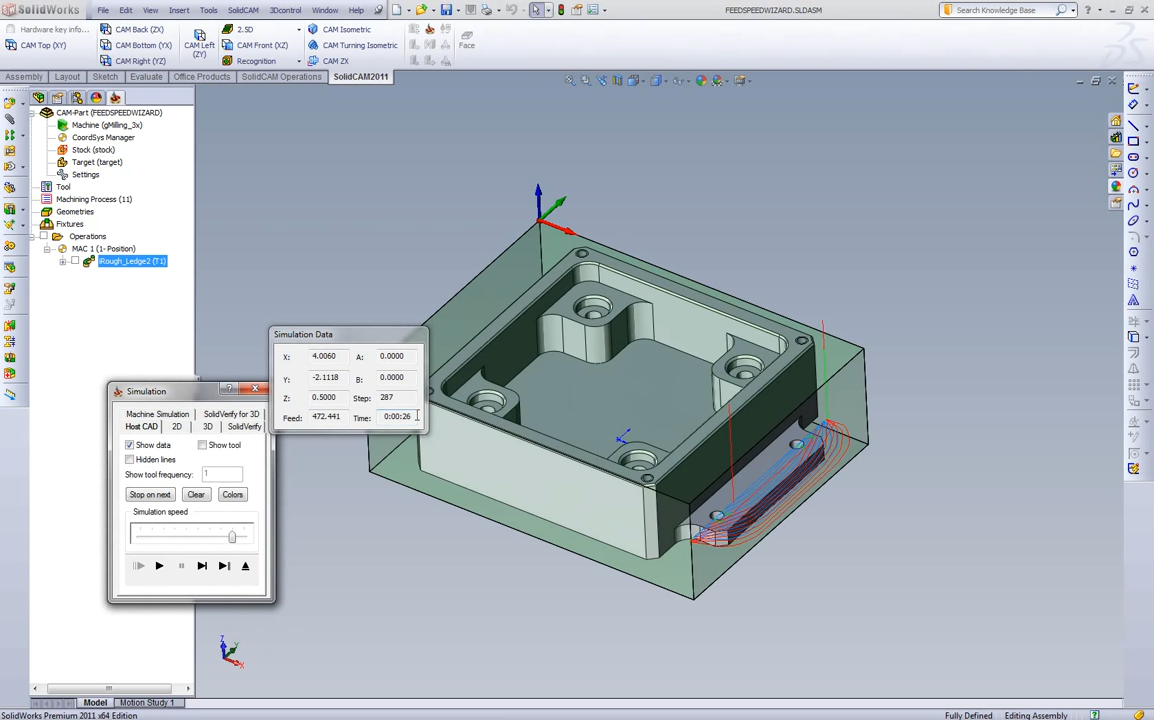 SolidWorks File Edit View Insert Tools SolidCAM 3Dcontrol Window Help FEEDSPEEDWIZARD.SLDASM Search Knowledge Base
Hardware key info... CAM Back (ZX) 2.5D CAM Isometric
CAM Top (XY) CAM Bottom (YX) CAM Left (ZY) CAM Front (XZ) CAM Turning Isometric Face
CAM Right (YZ) Recognition CAM ZX
Assembly Layout Sketch Evaluate Office Products SolidCAM Operations SolidCAM2011
CAM-Part (FEEDSPEEDWIZARD)
Machine (gMilling_3x)
CoordSys Manager
Stock (stock)
Target (target)
Settings
Tool
Machining Process (11)
Geometries
Fixtures
Operations
MAC 1 (1- Position)
iRough_Ledge2 (T1)
Simulation Data
X: 4.0060 A: 0.0000
Y: -2.1118 B: 0.0000
Z: 0.5000 Step: 287
Feed: 472.441 Time: 0:00:26
Simulation
Machine Simulation SolidVerify for 3D
Host CAD 2D 3D SolidVerify
Show data Show tool
Hidden lines
Show tool frequency: 1
Stop on next Clear Colors
Simulation speed
Z
Y
X
Model Motion Study 1
SolidWorks Premium 2011 x64 Edition Fully Defined Editing Assembly